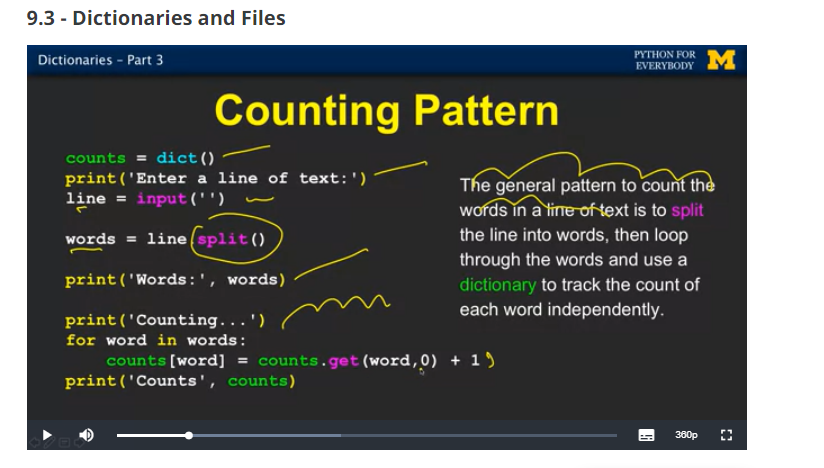 9.3 - Dictionaries and Files
Dictionaries – Part 3
PYTHON FOR
EVERYBODY
M
Counting Pattern
counts = dict()
print('Enter a line of text:')
line = input('')
words = line.split()
print('Words:', words)
print('Counting...')
for word in words:
counts[word] = counts.get(word,0) + 1
print('Counts', counts)
The general pattern to count the
words in a line of text is to split
the line into words, then loop
through the words and use a
dictionary to track the count of
each word independently.
360p